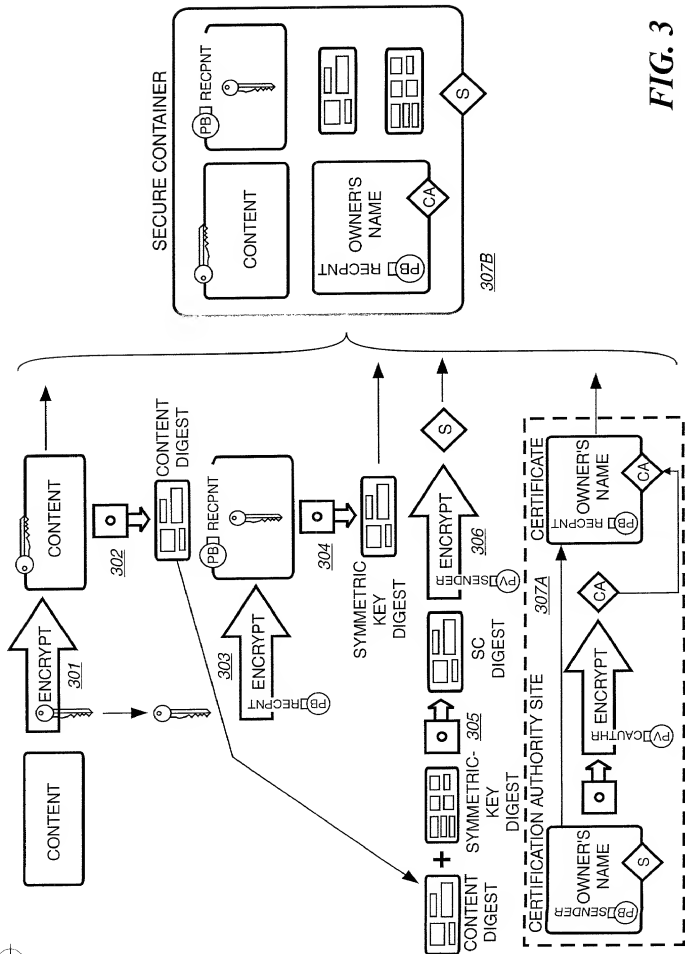 CONTENT
ENCRYPT
301
CONTENT
302
CONTENT
DIGEST
ENCRYPT
303
PB RECPNT
PB RECPNT
304
SYMMETRIC
KEY
DIGEST
CONTENT
DIGEST
+
SYMMETRIC-
KEY
DIGEST
305
SC
DIGEST
ENCRYPT
306
PV SENDER
S
CERTIFICATION AUTHORITY SITE
OWNER'S
NAME
PB SENDER
S
ENCRYPT
PV CAUTHR
CA
307A
CERTIFICATE
OWNER'S
NAME
PB RECPNT
CA
SECURE CONTAINER
CONTENT
PB RECPNT
OWNER'S
NAME
PB RECPNT
CA
S
307B
FIG. 3